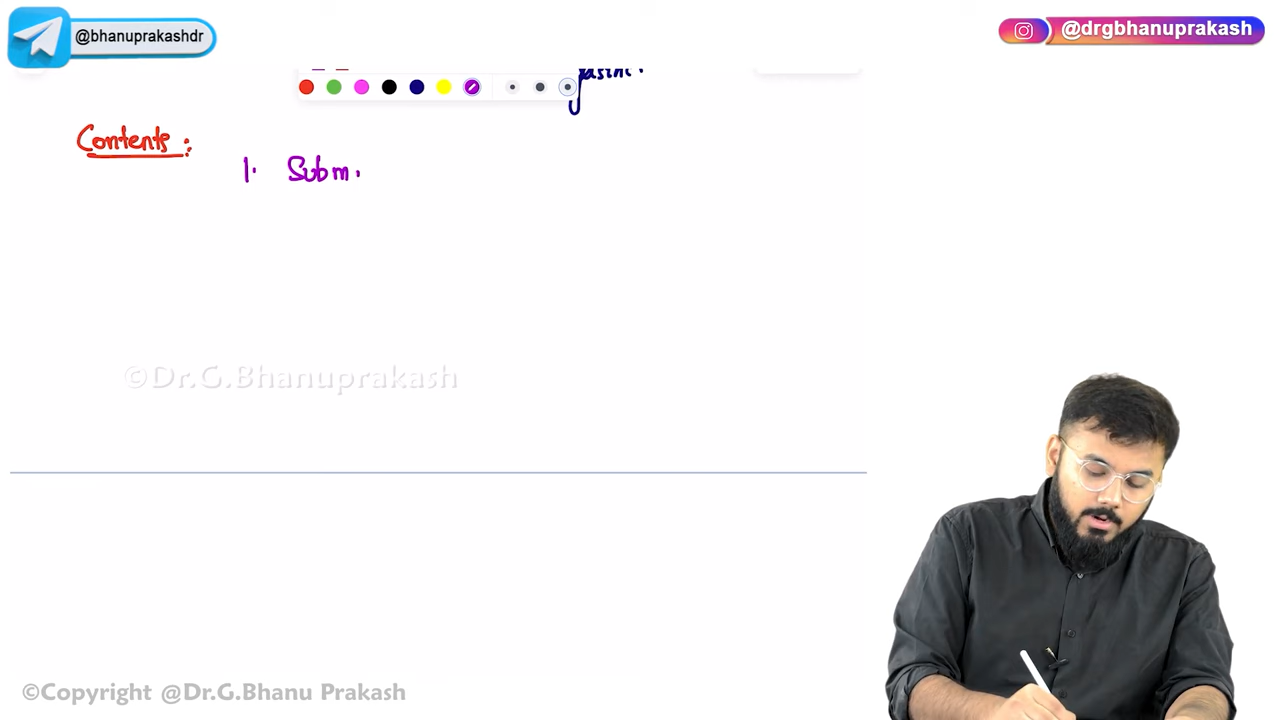 @bhanuprakashdr
@drgbhanuprakash
Contents :
1. Subm.
©Dr.G.Bhanuprakash
©Copyright @Dr.G.Bhanu Prakash